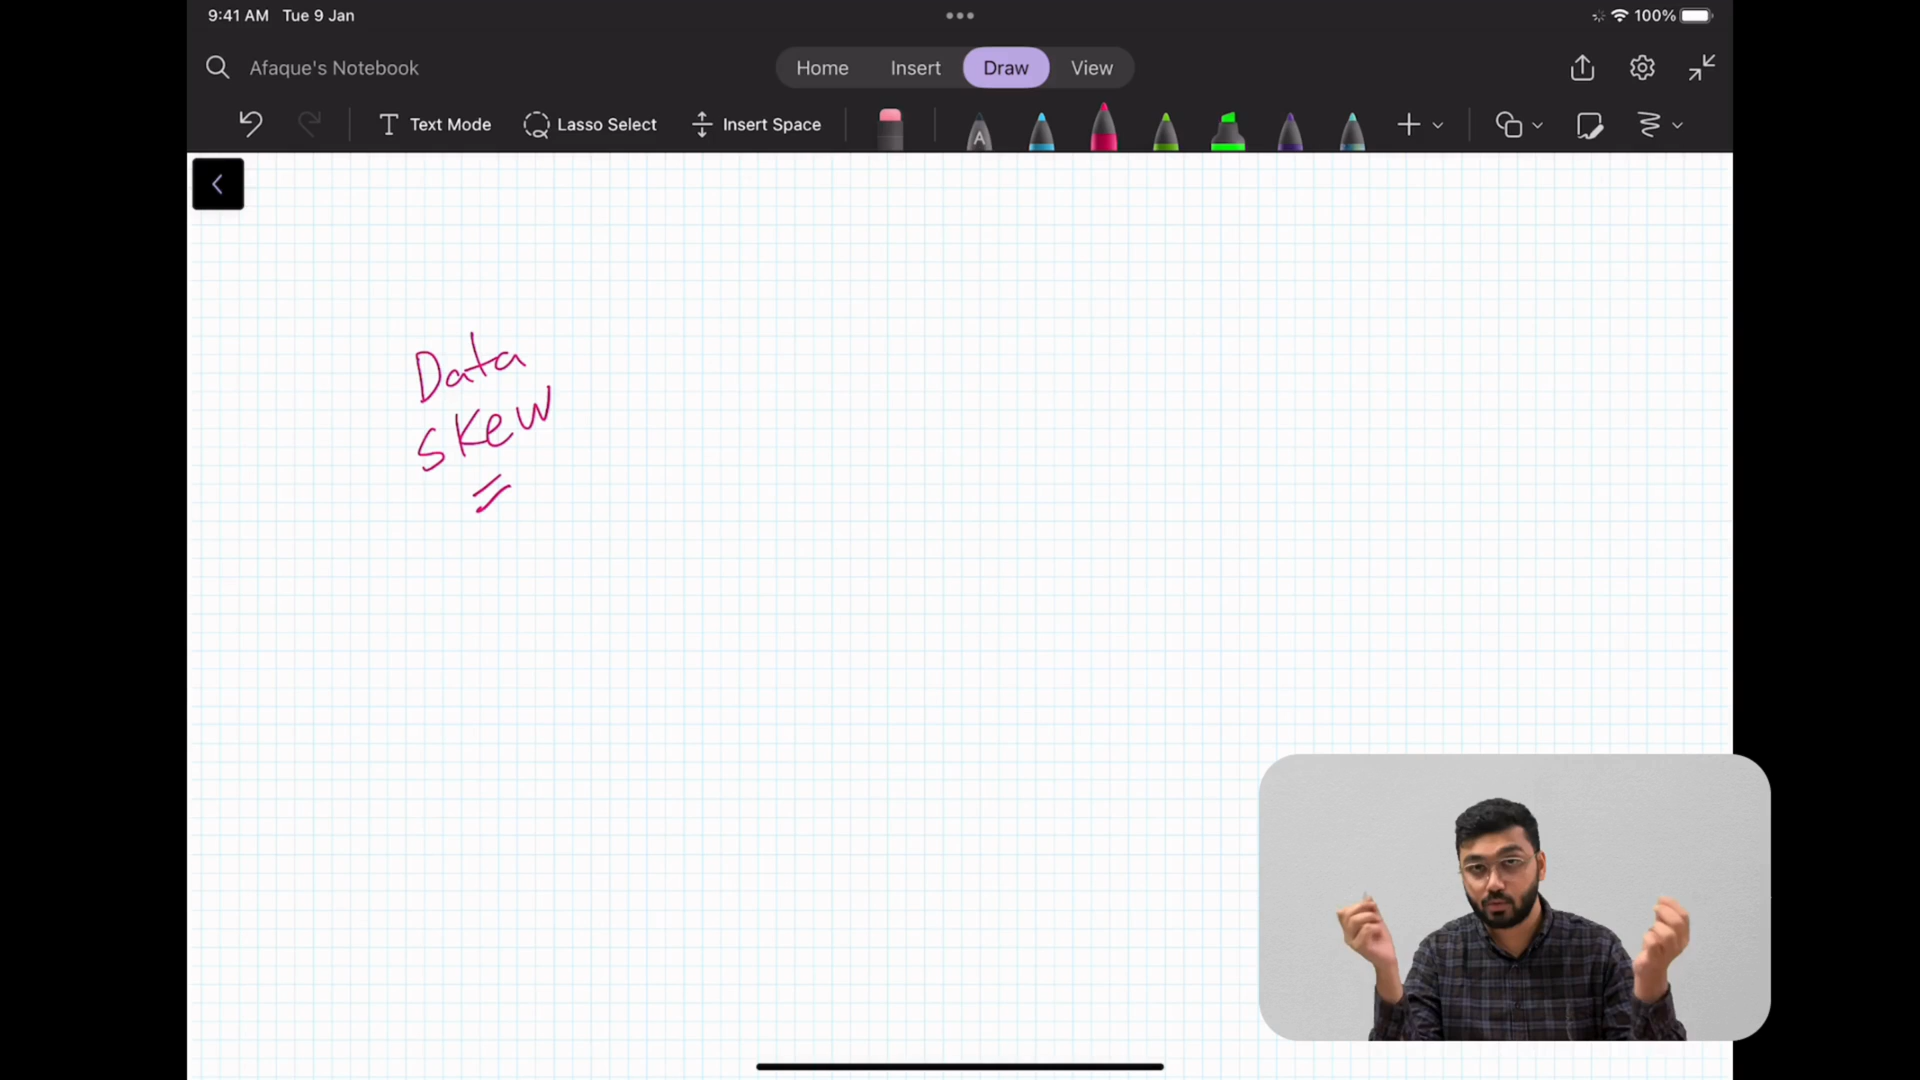 9:41 AM Tue 9 Jan 100%
Afaque's Notebook Home Insert Draw View
Text Mode Lasso Select Insert Space A
Data
skew